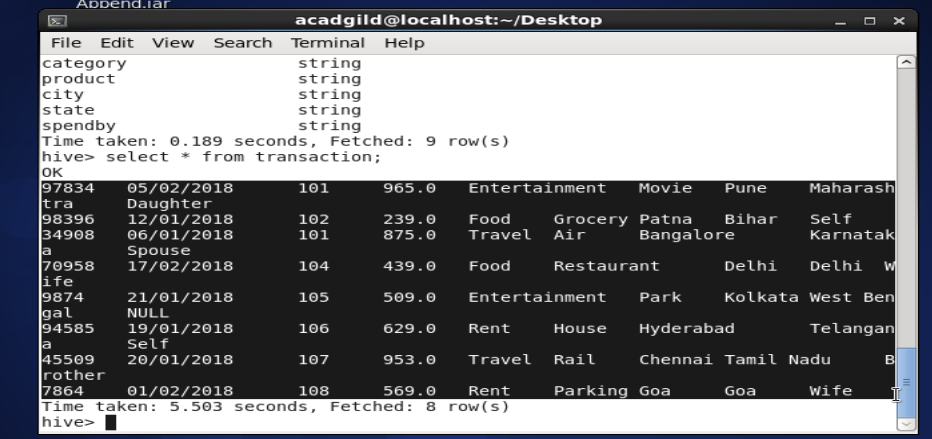 Append.jar
acadgild@localhost:~/Desktop
File Edit View Search Terminal Help
category string
product string
city string
state string
spendby string
Time taken: 0.189 seconds, Fetched: 9 row(s)
hive> select * from transaction;
OK
97834 05/02/2018 101 965.0 Entertainment Movie Pune Maharash
tra Daughter
98396 12/01/2018 102 239.0 Food Grocery Patna Bihar Self
34908 06/01/2018 101 875.0 Travel Air Bangalore Karnatak
a Spouse
70958 17/02/2018 104 439.0 Food Restaurant Delhi Delhi W
ife
9874 21/01/2018 105 509.0 Entertainment Park Kolkata West Ben
gal NULL
94585 19/01/2018 106 629.0 Rent House Hyderabad Telangan
a Self
45509 20/01/2018 107 953.0 Travel Rail Chennai Tamil Nadu B
rother
7864 01/02/2018 108 569.0 Rent Parking Goa Goa Wife
Time taken: 5.503 seconds, Fetched: 8 row(s)
hive>